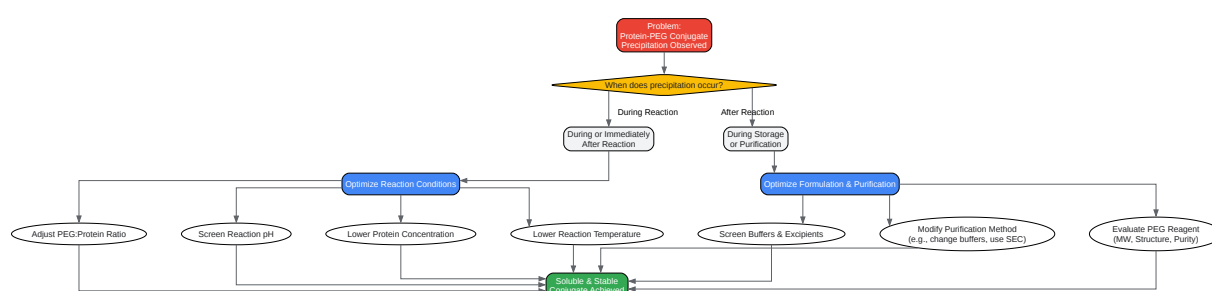 Problem:
Protein-PEG Conjugate
Precipitation Observed
When does precipitation occur?
During Reaction
After Reaction
During or Immediately
After Reaction
During Storage
or Purification
Optimize Reaction Conditions
Optimize Formulation & Purification
Adjust PEG:Protein Ratio
Screen Reaction pH
Lower Protein Concentration
Lower Reaction Temperature
Screen Buffers & Excipients
Modify Purification Method
(e.g., change buffers, use SEC)
Evaluate PEG Reagent
(MW, Structure, Purity)
Soluble & Stable
Conjugate Achieved